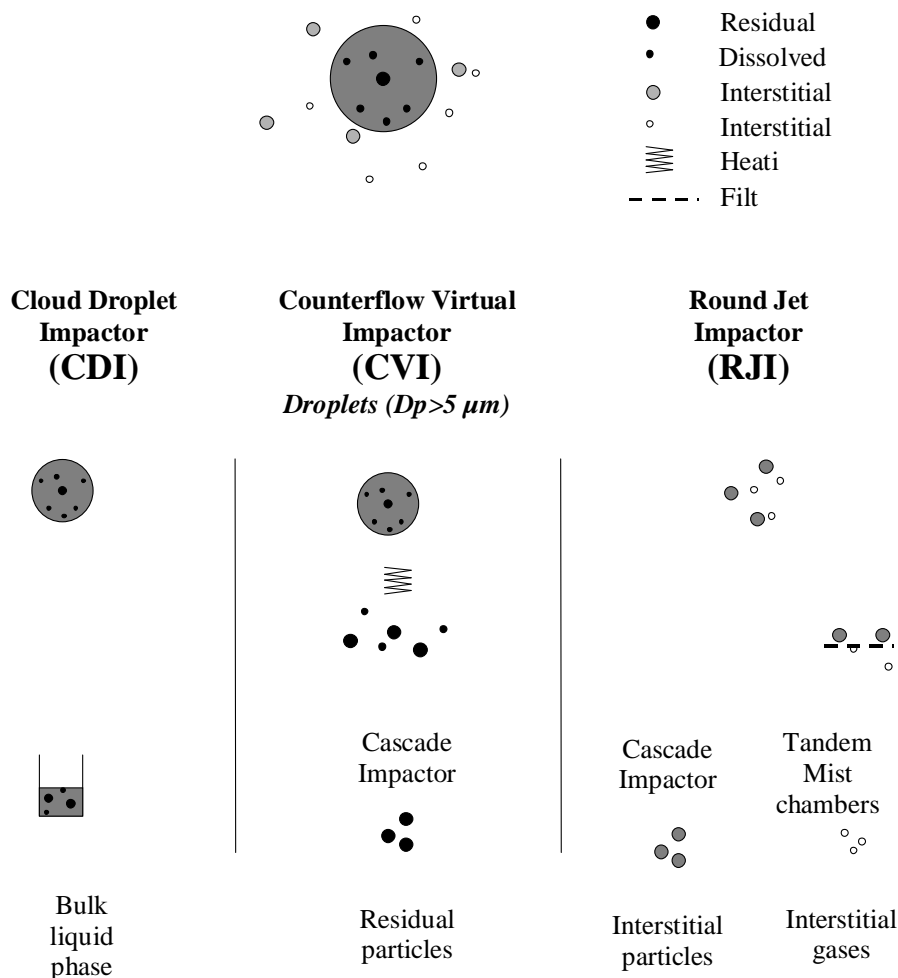 Residual
Dissolved
Interstitial
Interstitial
Heati
Filt
Cloud Droplet
Impactor
(CDI)
Counterflow Virtual
Impactor
(CVI)
Droplets (Dp>5 µm)
Round Jet
Impactor
(RJI)
Cascade
Impactor
Cascade
Impactor
Tandem
Mist
chambers
Bulk
liquid
phase
Residual
particles
Interstitial
particles
Interstitial
gases